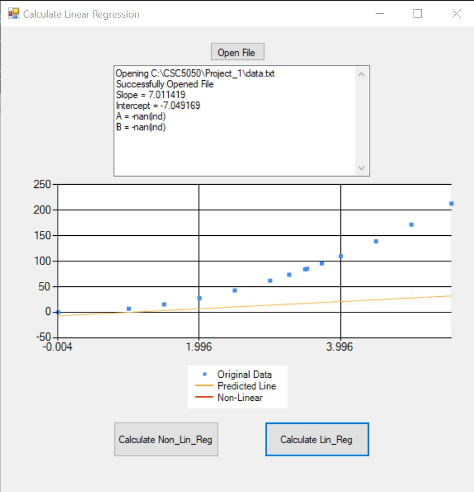 Calculate Linear Regression
Open File
Opening C:\CSC5050\Project_1\data.txt
Successfully Opened File
Slope = 7.011419
Intercept = -7.049169
A = -nan(ind)
B = -nan(ind)
250
200
150
100
50
0
-50
-0.004 1.996 3.996
Original Data
Predicted Line
Non-Linear
Calculate Non_Lin_Reg Calculate Lin_Reg